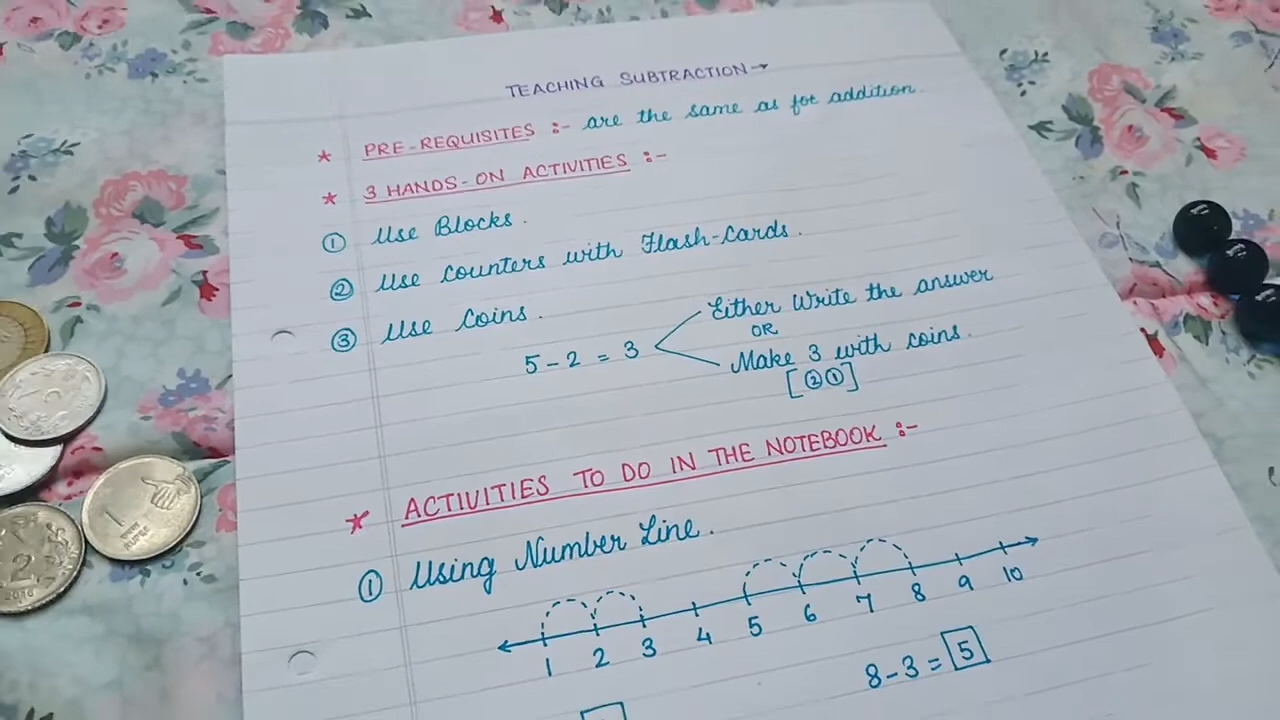 TEACHING SUBTRACTION →
* PRE-REQUISITES :- are the same as for addition.
* 3 HANDS-ON ACTIVITIES :-
① Use Blocks.
② Use counters with Flash-Cards.
③ Use Coins.
Either Write the answer
OR
5 - 2 = 3
Make 3 with coins.
[②①]
* ACTIVITIES TO DO IN THE NOTEBOOK :-
① Using Number Line.
1 2 3 4 5 6 7 8 9 10
8 - 3 = 5
1
2